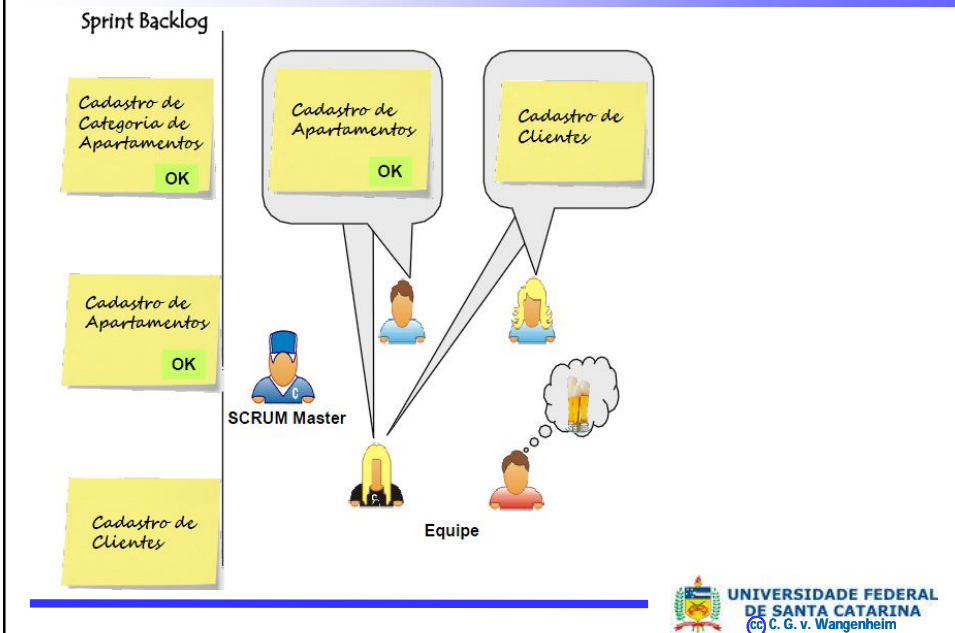 Sprint Backlog
Cadastro de
Categoria de
Apartamentos
OK
Cadastro de
Apartamentos
OK
Cadastro de
Clientes
Cadastro de
Apartamentos
OK
Cadastro de
Clientes
C
SCRUM Master
C
Equipe
UNIVERSIDADE FEDERAL
DE SANTA CATARINA
cc C. G. v. Wangenheim